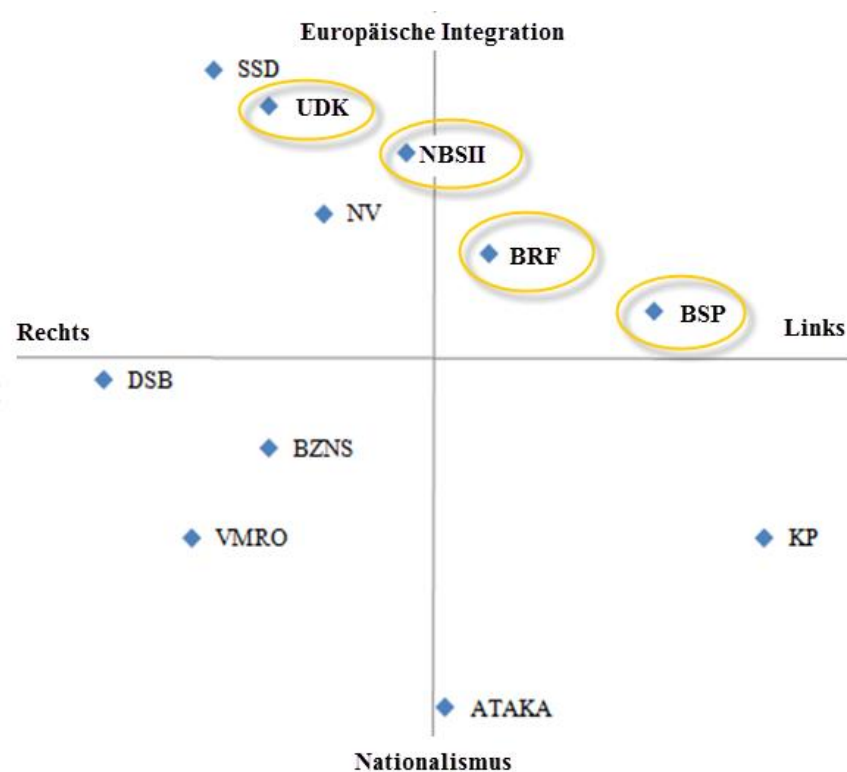 Europäische Integration
SSD
UDK
NBSII
NV
BRF
BSP
Rechts
Links
DSB
BZNS
VMRO
KP
ATAKA
Nationalismus